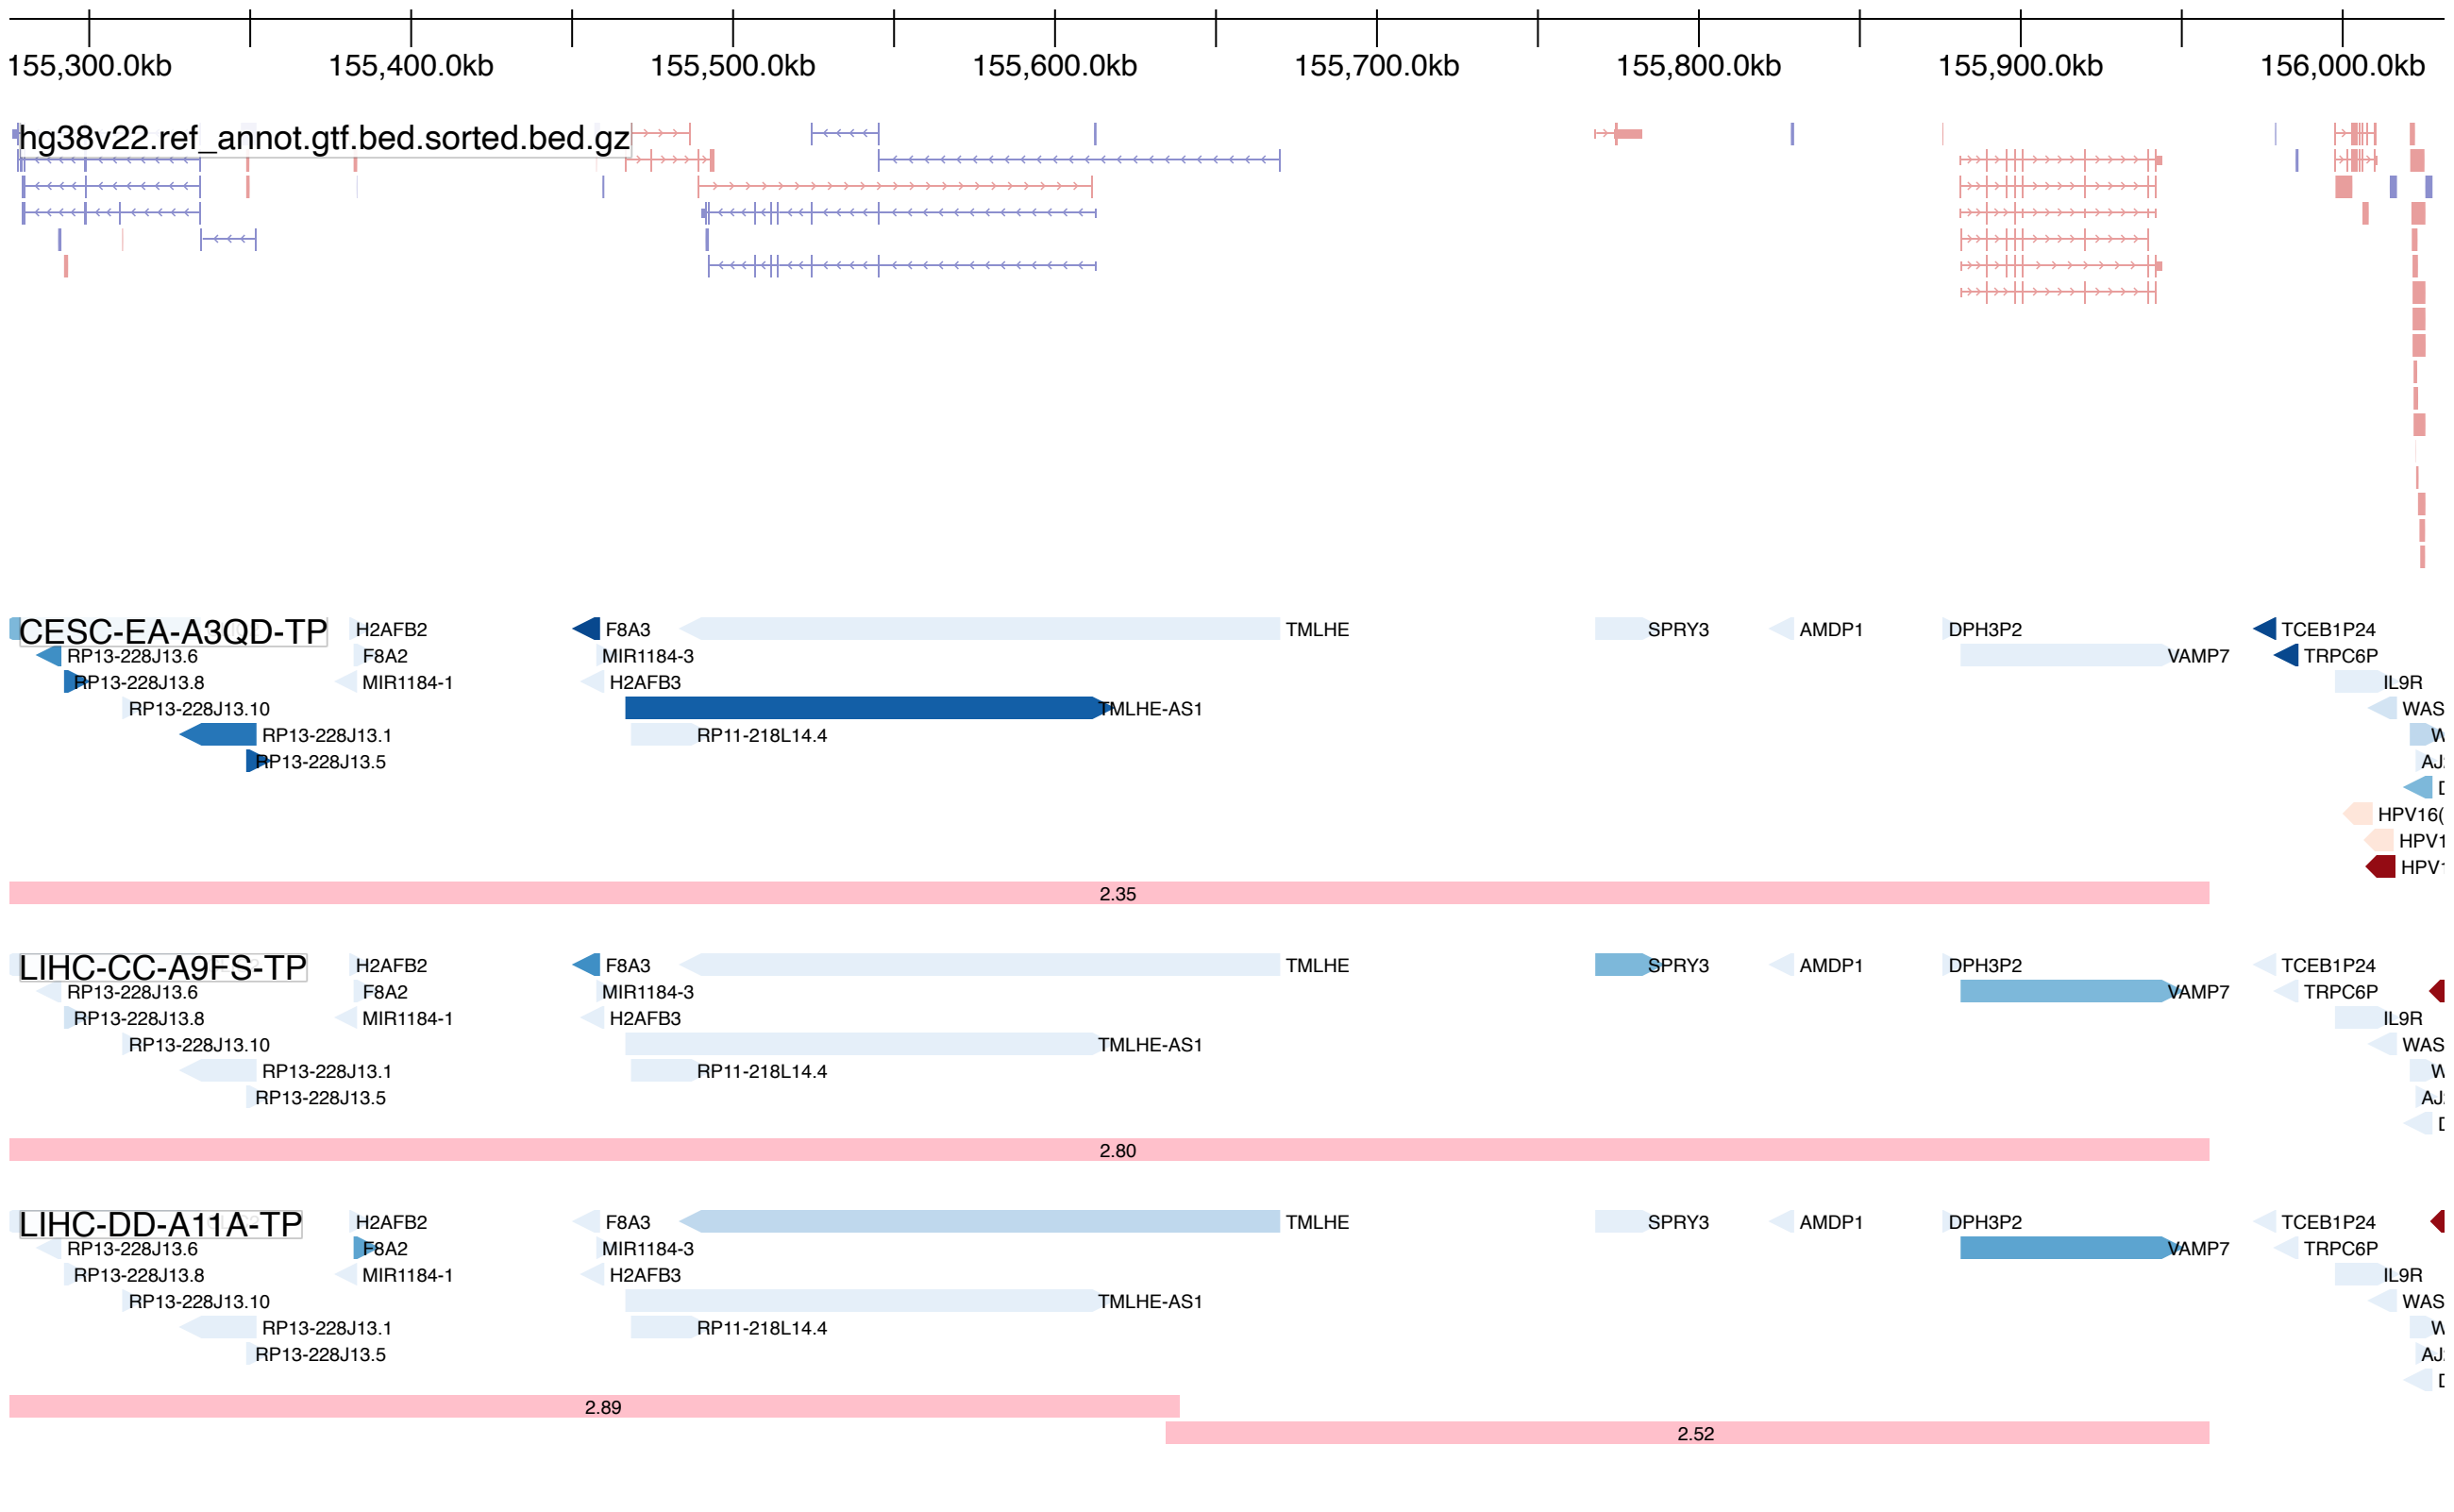 155,300.0kb 155,400.0kb 155,500.0kb 155,600.0kb 155,700.0kb 155,800.0kb 155,900.0kb 156,000.0kb
hg38v22.ref_annot.gtf.bed.sorted.bed.gz
CESC-EA-A3QD-TP H2AFB2 F8A3 TMLHE SPRY3 AMDP1 DPH3P2 TCEB1P24
RP13-228J13.6 F8A2 MIR1184-3 VAMP7 TRPC6P
RP13-228J13.8 MIR1184-1 H2AFB3 IL9R
RP13-228J13.10 TMLHE-AS1 WAS
RP13-228J13.1 RP11-218L14.4 W
RP13-228J13.5 AJ
HPV16(
HPV1
HPV
2.35
LIHC-CC-A9FS-TP H2AFB2 F8A3 TMLHE SPRY3 AMDP1 DPH3P2 TCEB1P24
RP13-228J13.6 F8A2 MIR1184-3 VAMP7 TRPC6P
RP13-228J13.8 MIR1184-1 H2AFB3 IL9R
RP13-228J13.10 TMLHE-AS1 WAS
RP13-228J13.1 RP11-218L14.4 W
RP13-228J13.5 AJ
2.80
LIHC-DD-A11A-TP H2AFB2 F8A3 TMLHE SPRY3 AMDP1 DPH3P2 TCEB1P24
RP13-228J13.6 F8A2 MIR1184-3 VAMP7 TRPC6P
RP13-228J13.8 MIR1184-1 H2AFB3 IL9R
RP13-228J13.10 TMLHE-AS1 WAS
RP13-228J13.1 RP11-218L14.4 W
RP13-228J13.5 AJ
2.89
2.52